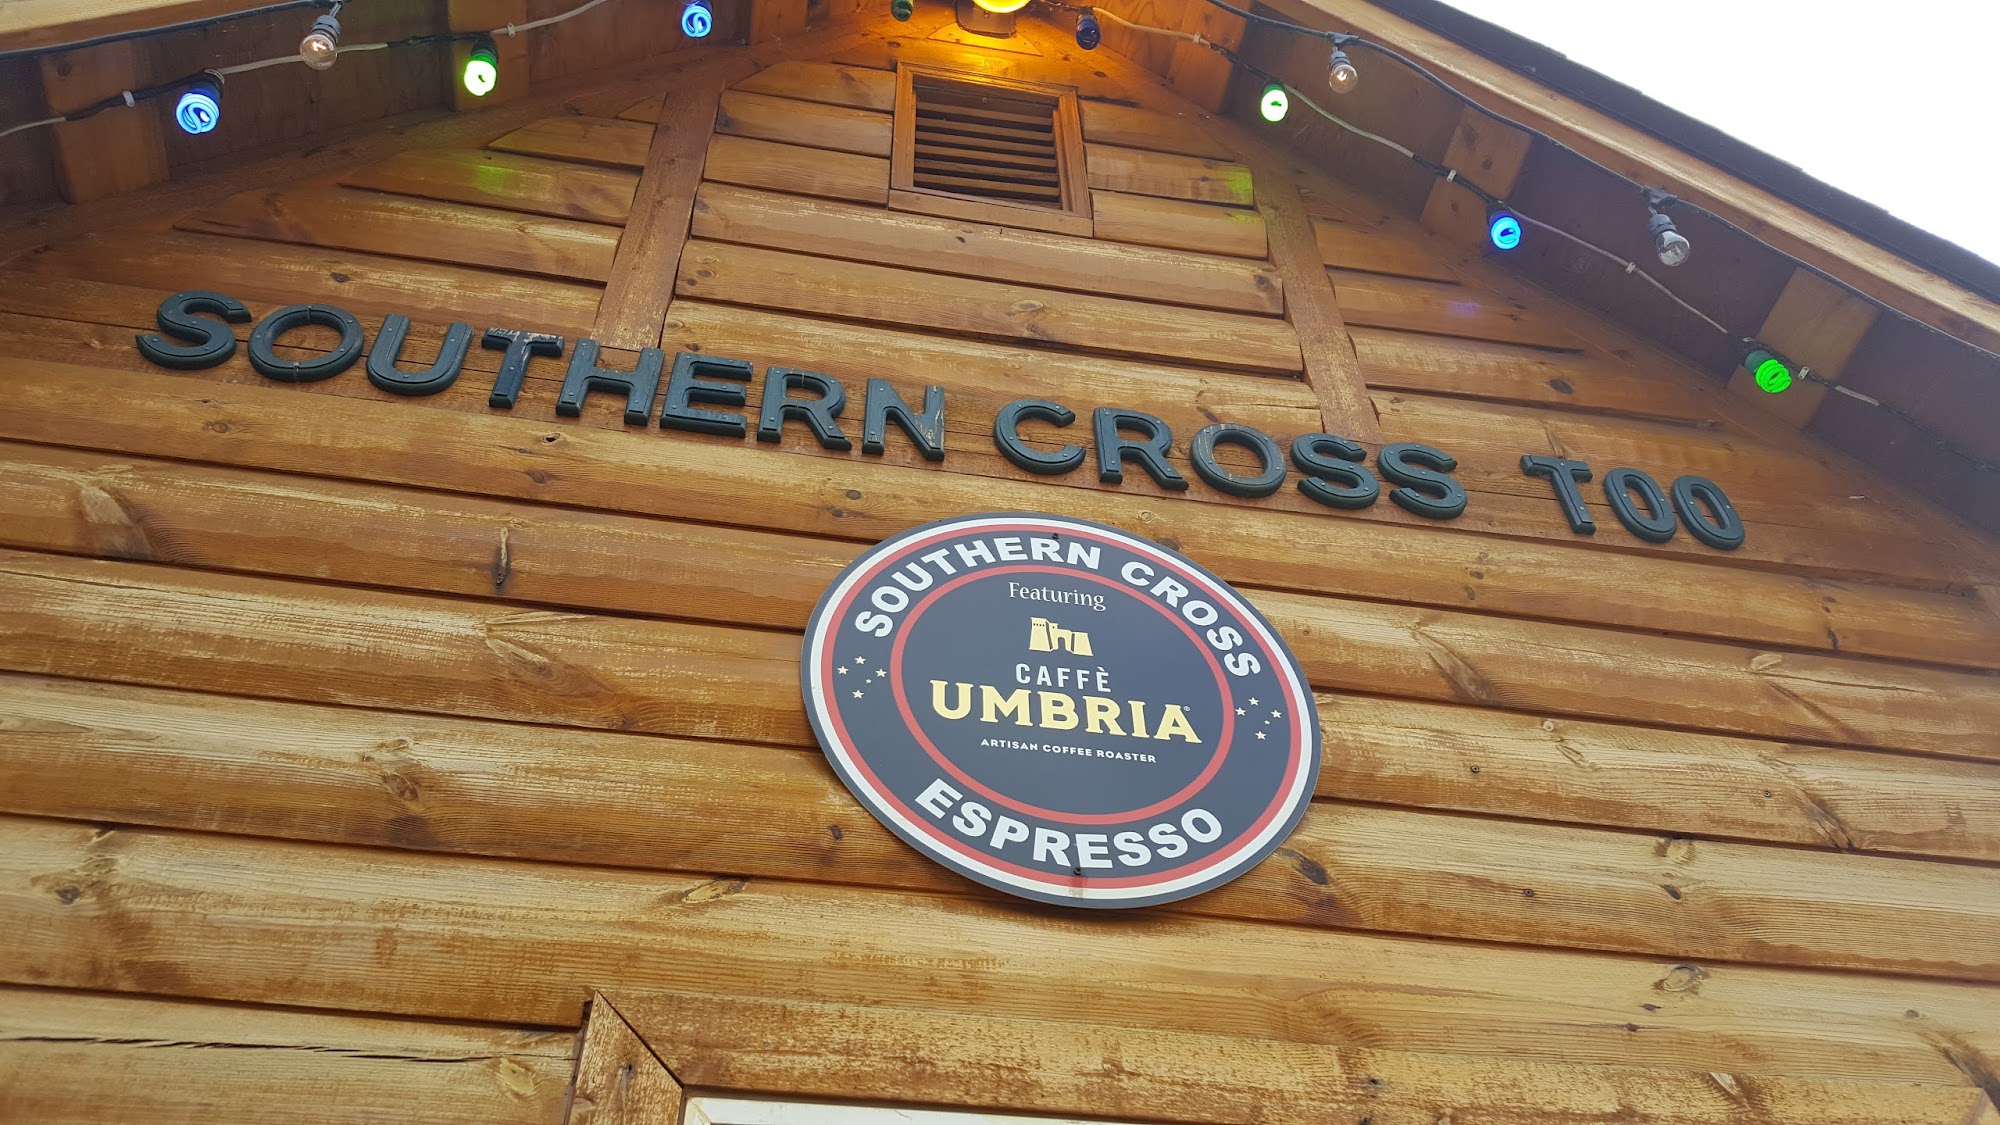 SOUTHERN CROSS TOO
SOUTHERN CROSS
Featuring
CAFFÈ
UMBRIA®
ARTISAN COFFEE ROASTER
ESPRESSO